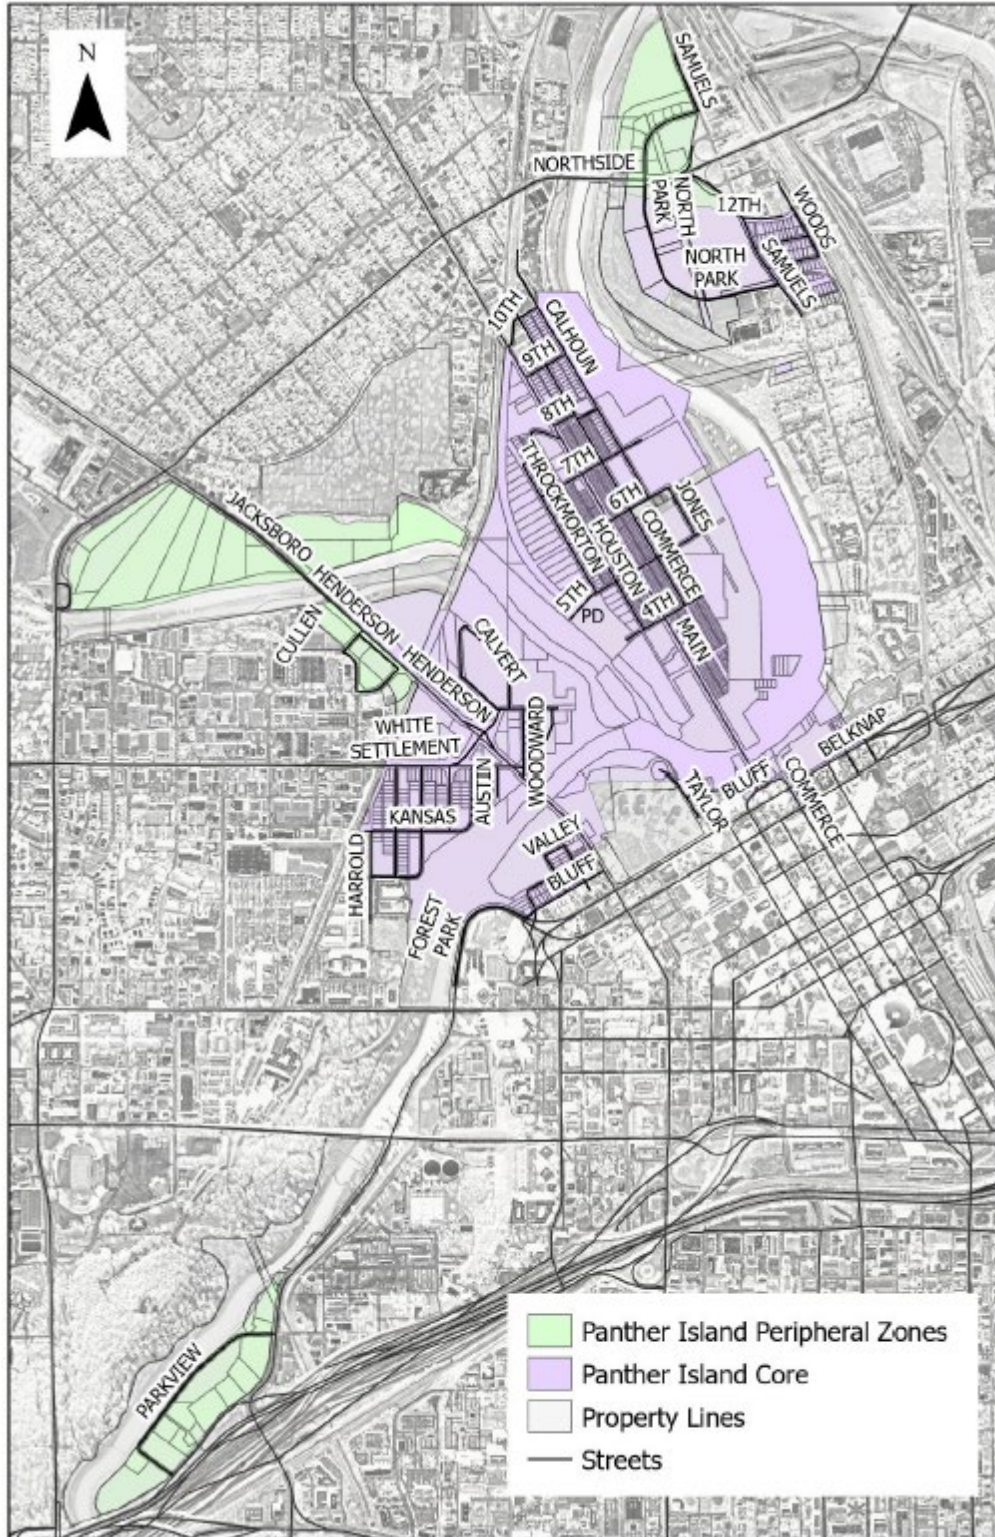 N
SAMUELS
NORTHSIDE
NORTH
PARK
12TH
WOODS
NORTH
PARK
SAMUELS
10TH
CALHOUN
9TH
8TH
7TH
THROCKMORTON
6TH
JONES
JACKSBORO
HOUSTON
COMMERCE
HENDERSON
5TH
4TH
PD
CULLEN
MAIN
CALVERT
HENDERSON
WHITE
SETTLEMENT
WOODWARD
BELKNAP
BLUFF
COMMERCE
AUSTIN
TAYLOR
KANSAS
VALLEY
HARROLD
BLUFF
FOREST
PARK
PARKVIEW
Panther Island Peripheral Zones
Panther Island Core
Property Lines
Streets